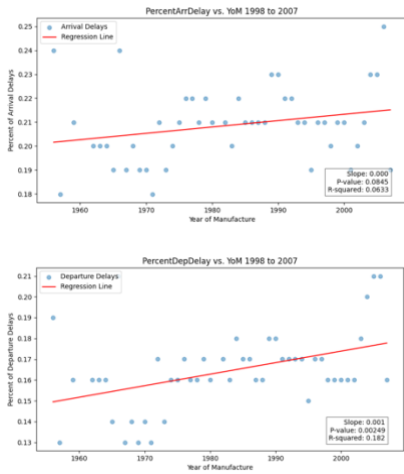 PercentArrDelay vs. YoM 1998 to 2007
Arrival Delays
Regression Line
Percent of Arrival Delays
0.25
0.24
0.23
0.22
0.21
0.20
0.19
0.18
Slope: 0.000
P-value: 0.0845
R-squared: 0.0633
1960
1970
1980
1990
2000
Year of Manufacture
PercentDepDelay vs. YoM 1998 to 2007
Departure Delays
Regression Line
Percent of Departure Delays
0.21
0.20
0.19
0.18
0.17
0.16
0.15
0.14
0.13
Slope: 0.001
P-value: 0.00249
R-squared: 0.182
1960
1970
1980
1990
2000
Year of Manufacture